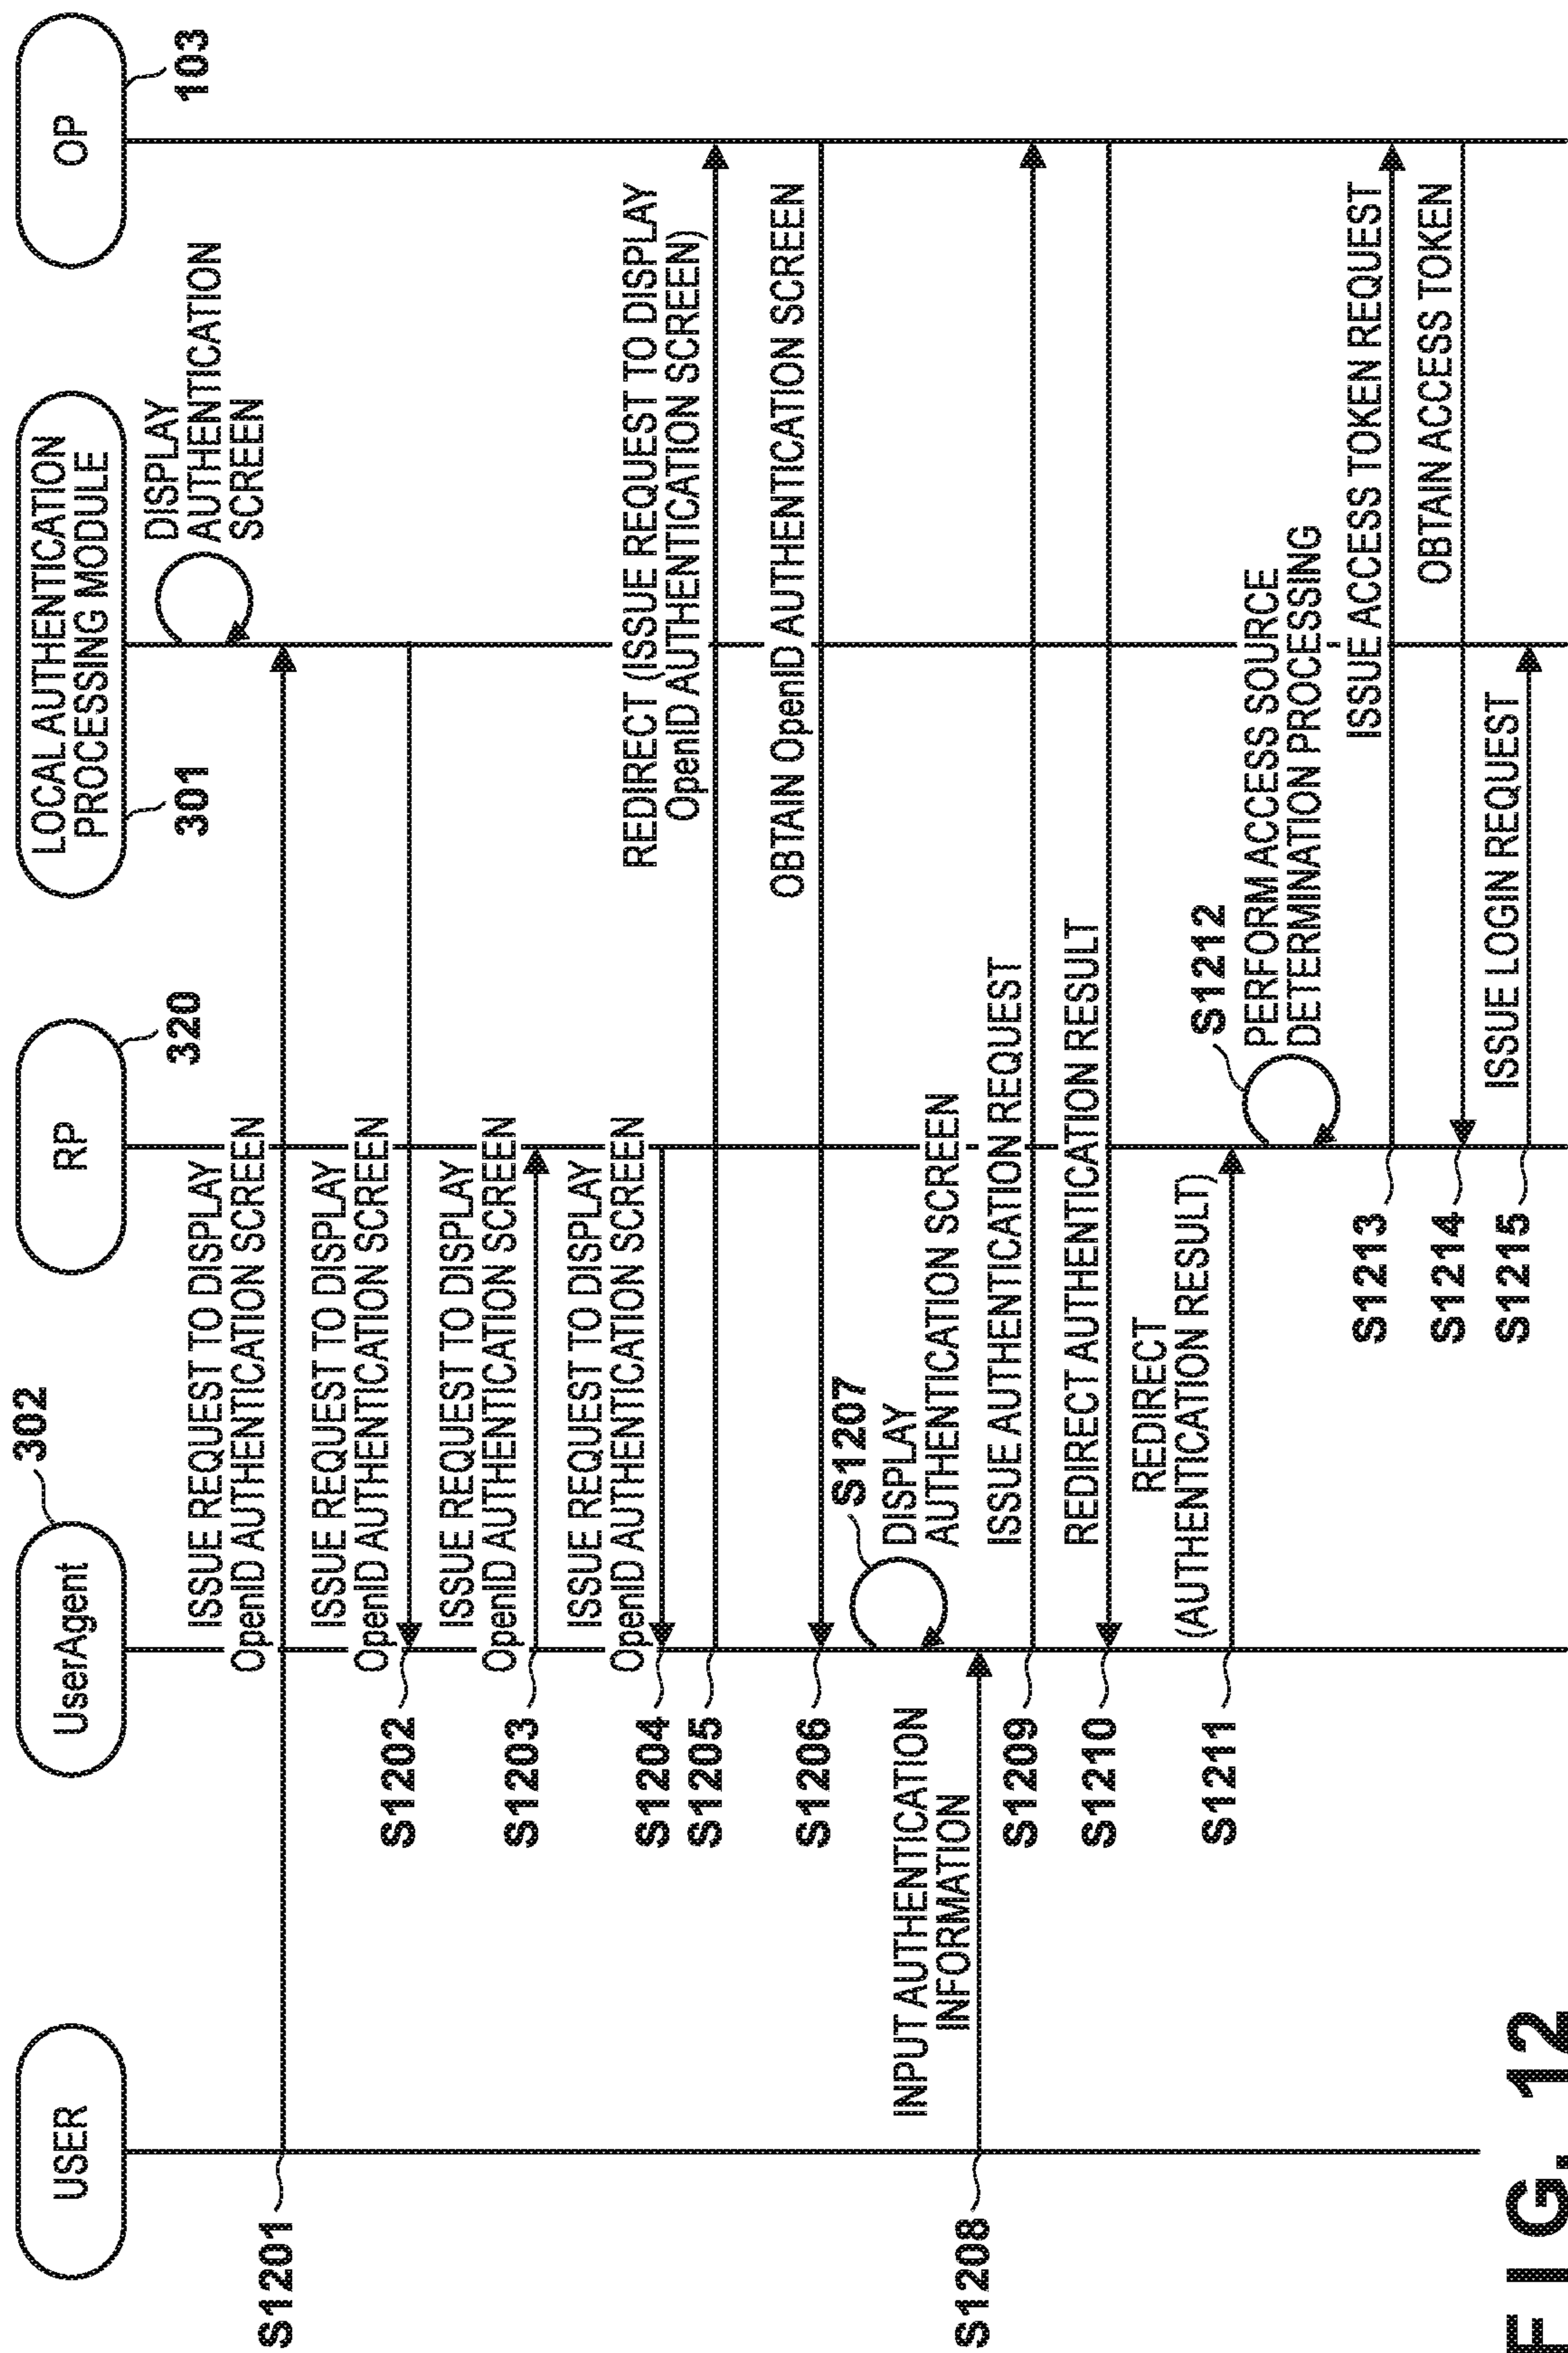 USER
UserAgent
302
RP
320
LOCAL AUTHENTICATION
PROCESSING MODULE
301
OP
103
DISPLAY
AUTHENTICATION
SCREEN
S1201
ISSUE REQUEST TO DISPLAY
OpenID AUTHENTICATION SCREEN
S1202
ISSUE REQUEST TO DISPLAY
OpenID AUTHENTICATION SCREEN
S1203
ISSUE REQUEST TO DISPLAY
OpenID AUTHENTICATION SCREEN
S1204
ISSUE REQUEST TO DISPLAY
OpenID AUTHENTICATION SCREEN
S1205
REDIRECT (ISSUE REQUEST TO DISPLAY
OpenID AUTHENTICATION SCREEN)
S1206
OBTAIN OpenID AUTHENTICATION SCREEN
S1207
DISPLAY
AUTHENTICATION SCREEN
S1208
INPUT AUTHENTICATION
INFORMATION
S1209
ISSUE AUTHENTICATION REQUEST
S1210
REDIRECT AUTHENTICATION RESULT
S1211
REDIRECT
(AUTHENTICATION RESULT)
S1212
PERFORM ACCESS SOURCE
DETERMINATION PROCESSING
S1213
ISSUE ACCESS TOKEN REQUEST
S1214
OBTAIN ACCESS TOKEN
S1215
ISSUE LOGIN REQUEST
FIG. 12